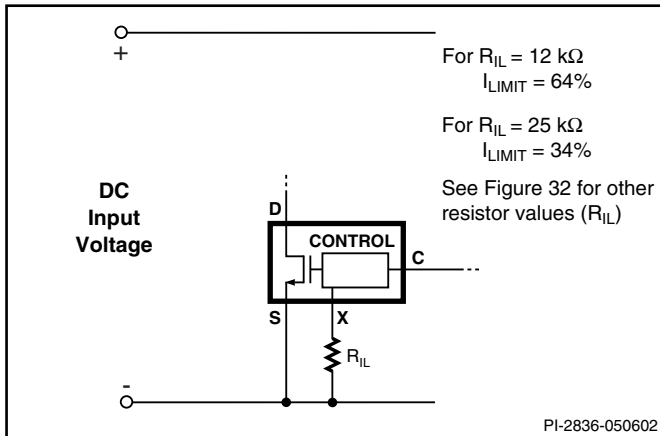 +
For R_IL = 12 kΩ
I_LIMIT = 64%
For R_IL = 25 kΩ
I_LIMIT = 34%
See Figure 32 for other
resistor values (R_IL)
DC
Input
Voltage
D
CONTROL
C
S
X
R_IL
-
PI-2836-050602